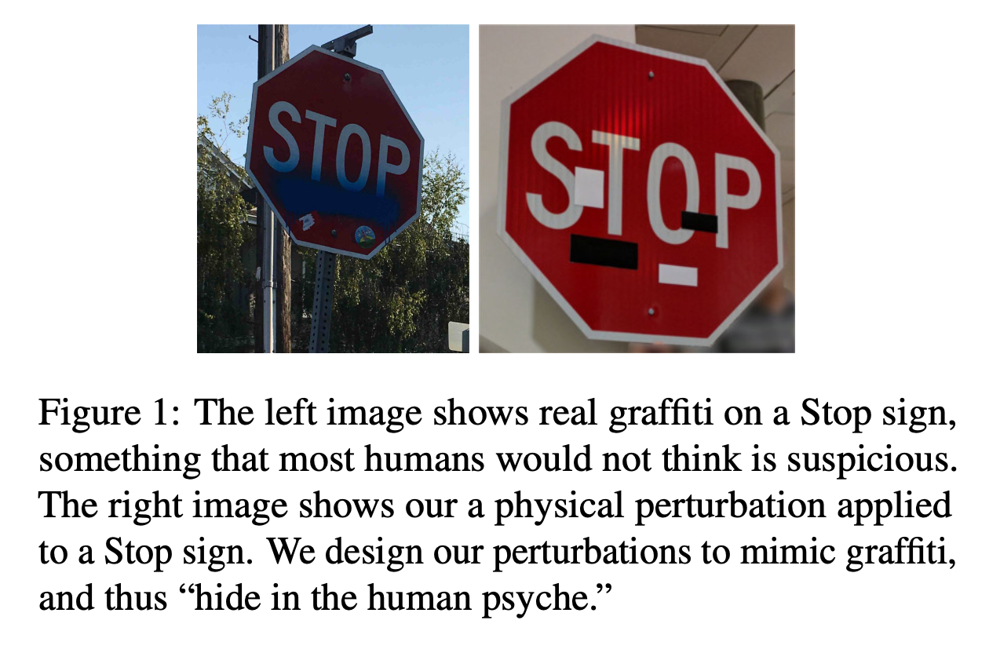 STOP
STOP
Figure 1: The left image shows real graffiti on a Stop sign,
something that most humans would not think is suspicious.
The right image shows our a physical perturbation applied
to a Stop sign. We design our perturbations to mimic graffiti,
and thus “hide in the human psyche.”